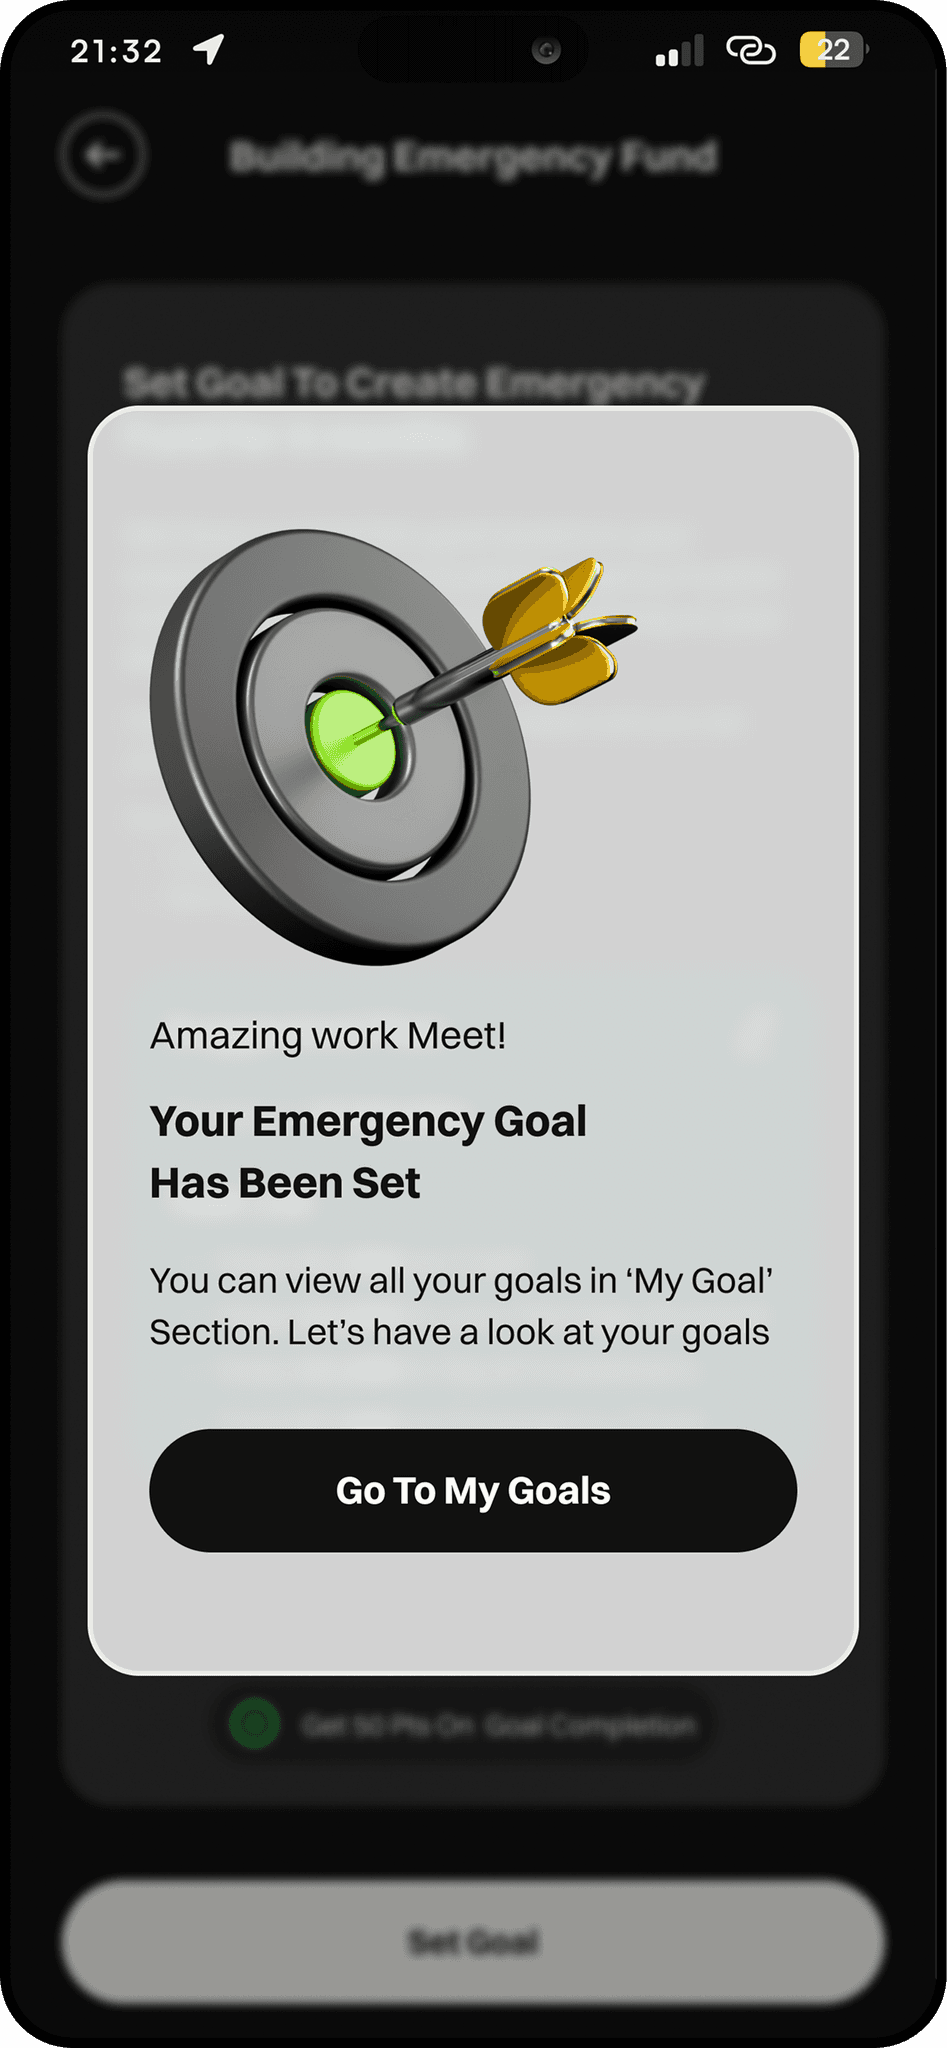 21:32
22
Building Emergency Fund
Set Goal To Create Emergency
Amazing work Meet!
Your Emergency Goal
Has Been Set
You can view all your goals in ‘My Goal’
Section. Let’s have a look at your goals
Go To My Goals
Get 50 Pts On Goal Completion
Set Goal